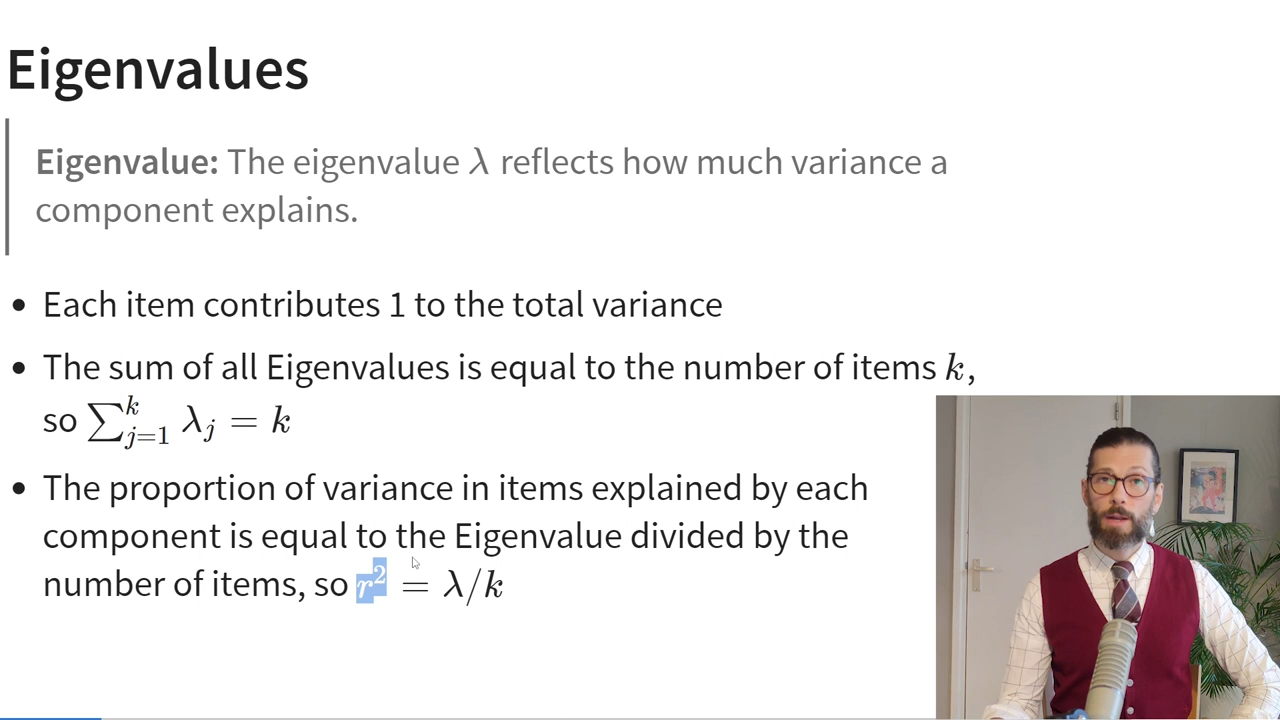 Eigenvalues
Eigenvalue: The eigenvalue λ reflects how much variance a
component explains.
• Each item contributes 1 to the total variance
• The sum of all Eigenvalues is equal to the number of items k,
so ∑ᵏⱼ₌₁ λⱼ = k
• The proportion of variance in items explained by each
component is equal to the Eigenvalue divided by the
number of items, so r² = λ/k